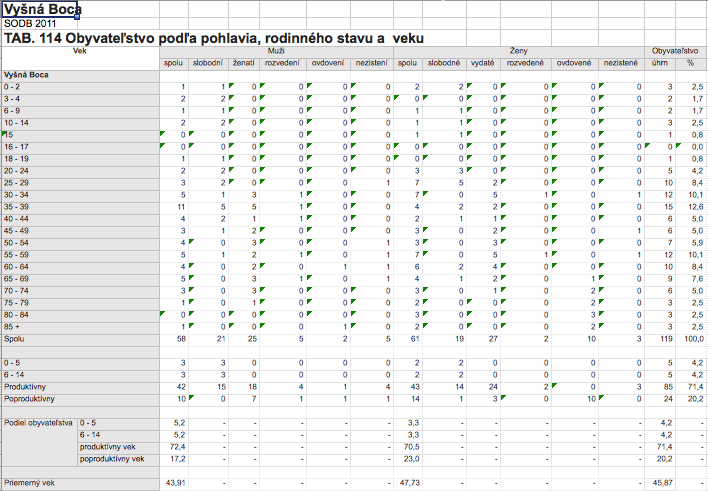 Vyšná Boca
SODB 2011
TAB. 114 Obyvateľstvo podľa pohlavia, rodinného stavu a veku
Vek Muži Ženy Obyvateľstvo
spolu slobodní ženatí rozvedení ovdovení nezistení spolu slobodné vydaté rozvedené ovdovené nezistené úhrn %
Vyšná Boca
0 - 2 1 1 0 0 0 0 2 2 0 0 0 0 3 2,5
3 - 4 2 2 0 0 0 0 0 0 0 0 0 0 2 1,7
6 - 9 1 1 0 0 0 0 1 1 0 0 0 0 2 1,7
10 - 14 2 2 0 0 0 0 1 1 0 0 0 0 3 2,5
15 0 0 0 0 0 0 1 1 0 0 0 0 1 0,8
16 - 17 0 0 0 0 0 0 0 0 0 0 0 0 0 0,0
18 - 19 1 1 0 0 0 0 0 0 0 0 0 0 1 0,8
20 - 24 2 2 0 0 0 0 3 3 0 0 0 0 5 4,2
25 - 29 3 2 0 0 0 1 7 5 2 0 0 0 10 8,4
30 - 34 5 1 3 1 0 0 7 0 5 1 0 1 12 10,1
35 - 39 11 5 5 1 0 0 4 2 2 0 0 0 15 12,6
40 - 44 4 2 1 1 0 0 2 1 1 0 0 0 6 5,0
45 - 49 3 1 2 0 0 0 3 0 2 0 0 1 6 5,0
50 - 54 4 0 3 0 0 1 3 0 3 0 0 0 7 5,9
55 - 59 5 1 2 1 0 1 7 0 5 1 0 1 12 10,1
60 - 64 4 0 2 0 1 1 6 2 4 0 0 0 10 8,4
65 - 69 5 0 3 1 0 1 4 1 2 0 1 0 9 7,6
70 - 74 3 0 3 0 0 0 3 0 1 0 2 0 6 5,0
75 - 79 1 0 1 0 0 0 2 0 0 0 2 0 3 2,5
80 - 84 0 0 0 0 0 0 3 0 0 0 3 0 3 2,5
85 + 1 0 0 0 1 0 2 0 0 0 2 0 3 2,5
Spolu 58 21 25 5 2 5 61 19 27 2 10 3 119 100,0
0 - 5 3 3 0 0 0 0 2 2 0 0 0 0 5 4,2
6 - 14 3 3 0 0 0 0 2 2 0 0 0 0 5 4,2
Produktívny 42 15 18 4 1 4 43 14 24 2 0 3 85 71,4
Poproduktívny 10 0 7 1 1 1 14 1 3 0 10 0 24 20,2
Podiel obyvateľstva 0 - 5 5,2 - - - - - 3,3 - - - - - 4,2 -
6 - 14 5,2 - - - - - 3,3 - - - - - 4,2 -
produktívny vek 72,4 - - - - - 70,5 - - - - - 71,4 -
poproduktívny vek 17,2 - - - - - 23,0 - - - - - 20,2 -
Priemerný vek 43,91 - - - - - 47,73 - - - - - 45,87 -